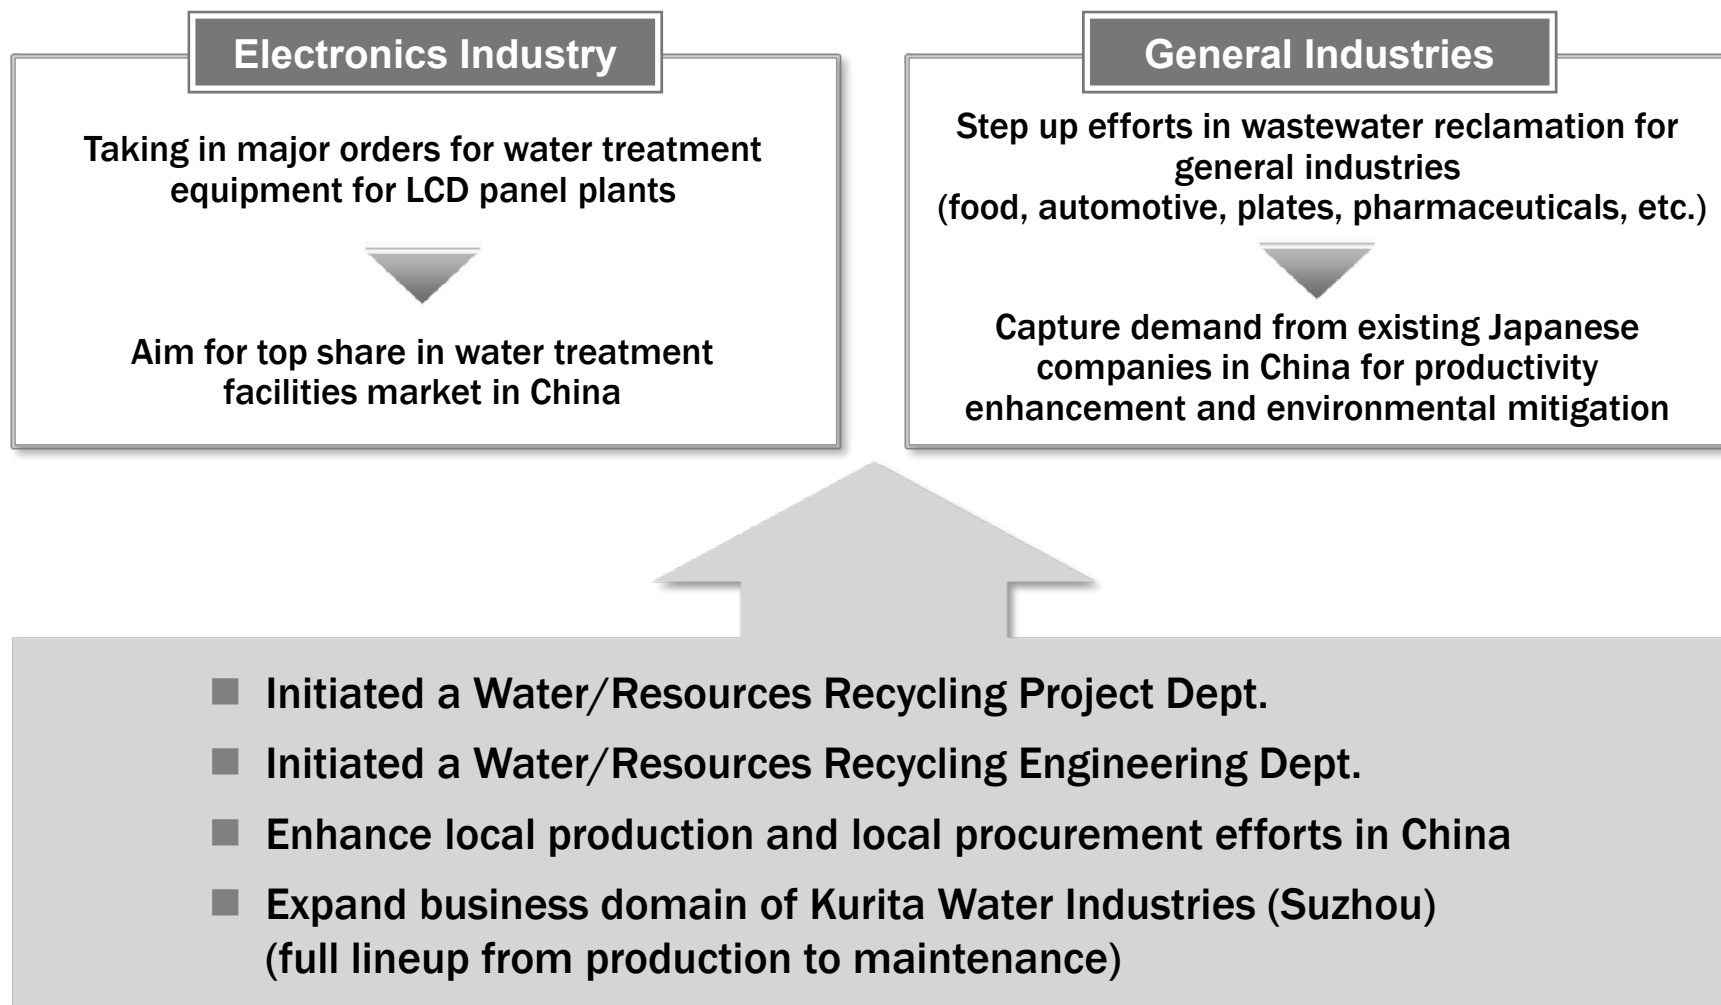 Electronics Industry
Taking in major orders for water treatment
equipment for LCD panel plants
Aim for top share in water treatment
facilities market in China
General Industries
Step up efforts in wastewater reclamation for
general industries
(food, automotive, plates, pharmaceuticals, etc.)
Capture demand from existing Japanese
companies in China for productivity
enhancement and environmental mitigation
■ Initiated a Water/Resources Recycling Project Dept.
■ Initiated a Water/Resources Recycling Engineering Dept.
■ Enhance local production and local procurement efforts in China
■ Expand business domain of Kurita Water Industries (Suzhou)
(full lineup from production to maintenance)